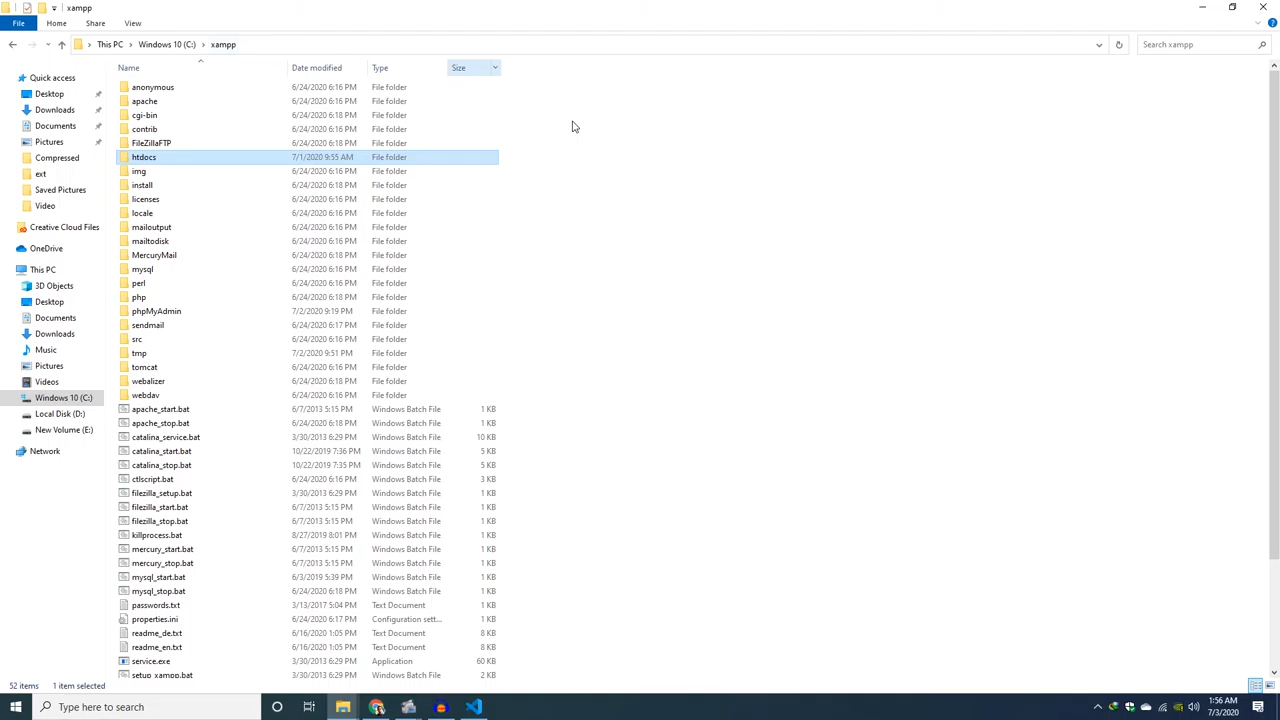 xampp
File Home Share View
This PC Windows 10 (C:) xampp Search xampp
Name Date modified Type Size
Quick access
Desktop
Downloads
Documents
Pictures
Compressed
ext
Saved Pictures
Video
Creative Cloud Files
OneDrive
This PC
3D Objects
Desktop
Documents
Downloads
Music
Pictures
Videos
Windows 10 (C:)
Local Disk (D:)
New Volume (E:)
Network
anonymous 6/24/2020 6:16 PM File folder
apache 6/24/2020 6:16 PM File folder
cgi-bin 6/24/2020 6:18 PM File folder
contrib 6/24/2020 6:16 PM File folder
FileZillaFTP 6/24/2020 6:18 PM File folder
htdocs 7/1/2020 9:55 AM File folder
img 6/24/2020 6:16 PM File folder
install 6/24/2020 6:18 PM File folder
licenses 6/24/2020 6:16 PM File folder
locale 6/24/2020 6:16 PM File folder
mailoutput 6/24/2020 6:16 PM File folder
mailtodisk 6/24/2020 6:16 PM File folder
MercuryMail 6/24/2020 6:18 PM File folder
mysql 6/24/2020 6:16 PM File folder
perl 6/24/2020 6:16 PM File folder
php 6/24/2020 6:18 PM File folder
phpMyAdmin 7/2/2020 9:19 PM File folder
sendmail 6/24/2020 6:17 PM File folder
src 6/24/2020 6:16 PM File folder
tmp 7/2/2020 9:51 PM File folder
tomcat 6/24/2020 6:16 PM File folder
webalizer 6/24/2020 6:18 PM File folder
webdav 6/24/2020 6:16 PM File folder
apache_start.bat 6/7/2013 5:15 PM Windows Batch File 1 KB
apache_stop.bat 6/24/2020 6:18 PM Windows Batch File 1 KB
catalina_service.bat 3/30/2013 6:29 PM Windows Batch File 10 KB
catalina_start.bat 10/22/2019 7:36 PM Windows Batch File 5 KB
catalina_stop.bat 10/22/2019 7:35 PM Windows Batch File 5 KB
ctlscript.bat 6/24/2020 6:16 PM Windows Batch File 3 KB
filezilla_setup.bat 3/30/2013 6:29 PM Windows Batch File 1 KB
filezilla_start.bat 6/7/2013 5:15 PM Windows Batch File 1 KB
filezilla_stop.bat 6/7/2013 5:15 PM Windows Batch File 1 KB
killprocess.bat 8/27/2019 8:01 PM Windows Batch File 1 KB
mercury_start.bat 6/7/2013 5:15 PM Windows Batch File 1 KB
mercury_stop.bat 6/7/2013 5:15 PM Windows Batch File 1 KB
mysql_start.bat 6/3/2019 5:39 PM Windows Batch File 1 KB
mysql_stop.bat 6/24/2020 6:18 PM Windows Batch File 1 KB
passwords.txt 3/13/2017 5:04 PM Text Document 1 KB
properties.ini 6/24/2020 6:17 PM Configuration sett... 1 KB
readme_de.txt 6/16/2020 1:05 PM Text Document 8 KB
readme_en.txt 6/16/2020 1:05 PM Text Document 8 KB
service.exe 3/30/2013 6:29 PM Application 60 KB
setup_xampp.bat 3/30/2013 6:29 PM Windows Batch File 2 KB
52 items 1 item selected
Type here to search
1:56 AM
7/3/2020